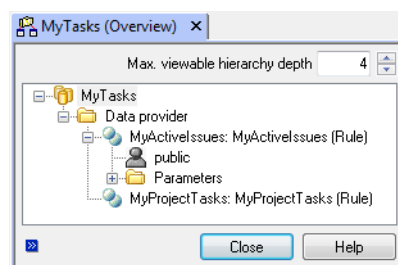 MyTasks (Overview)
Max. viewable hierarchy depth 4
MyTasks
Data provider
MyActiveIssues: MyActiveIssues (Rule)
public
Parameters
MyProjectTasks: MyProjectTasks (Rule)
Close Help